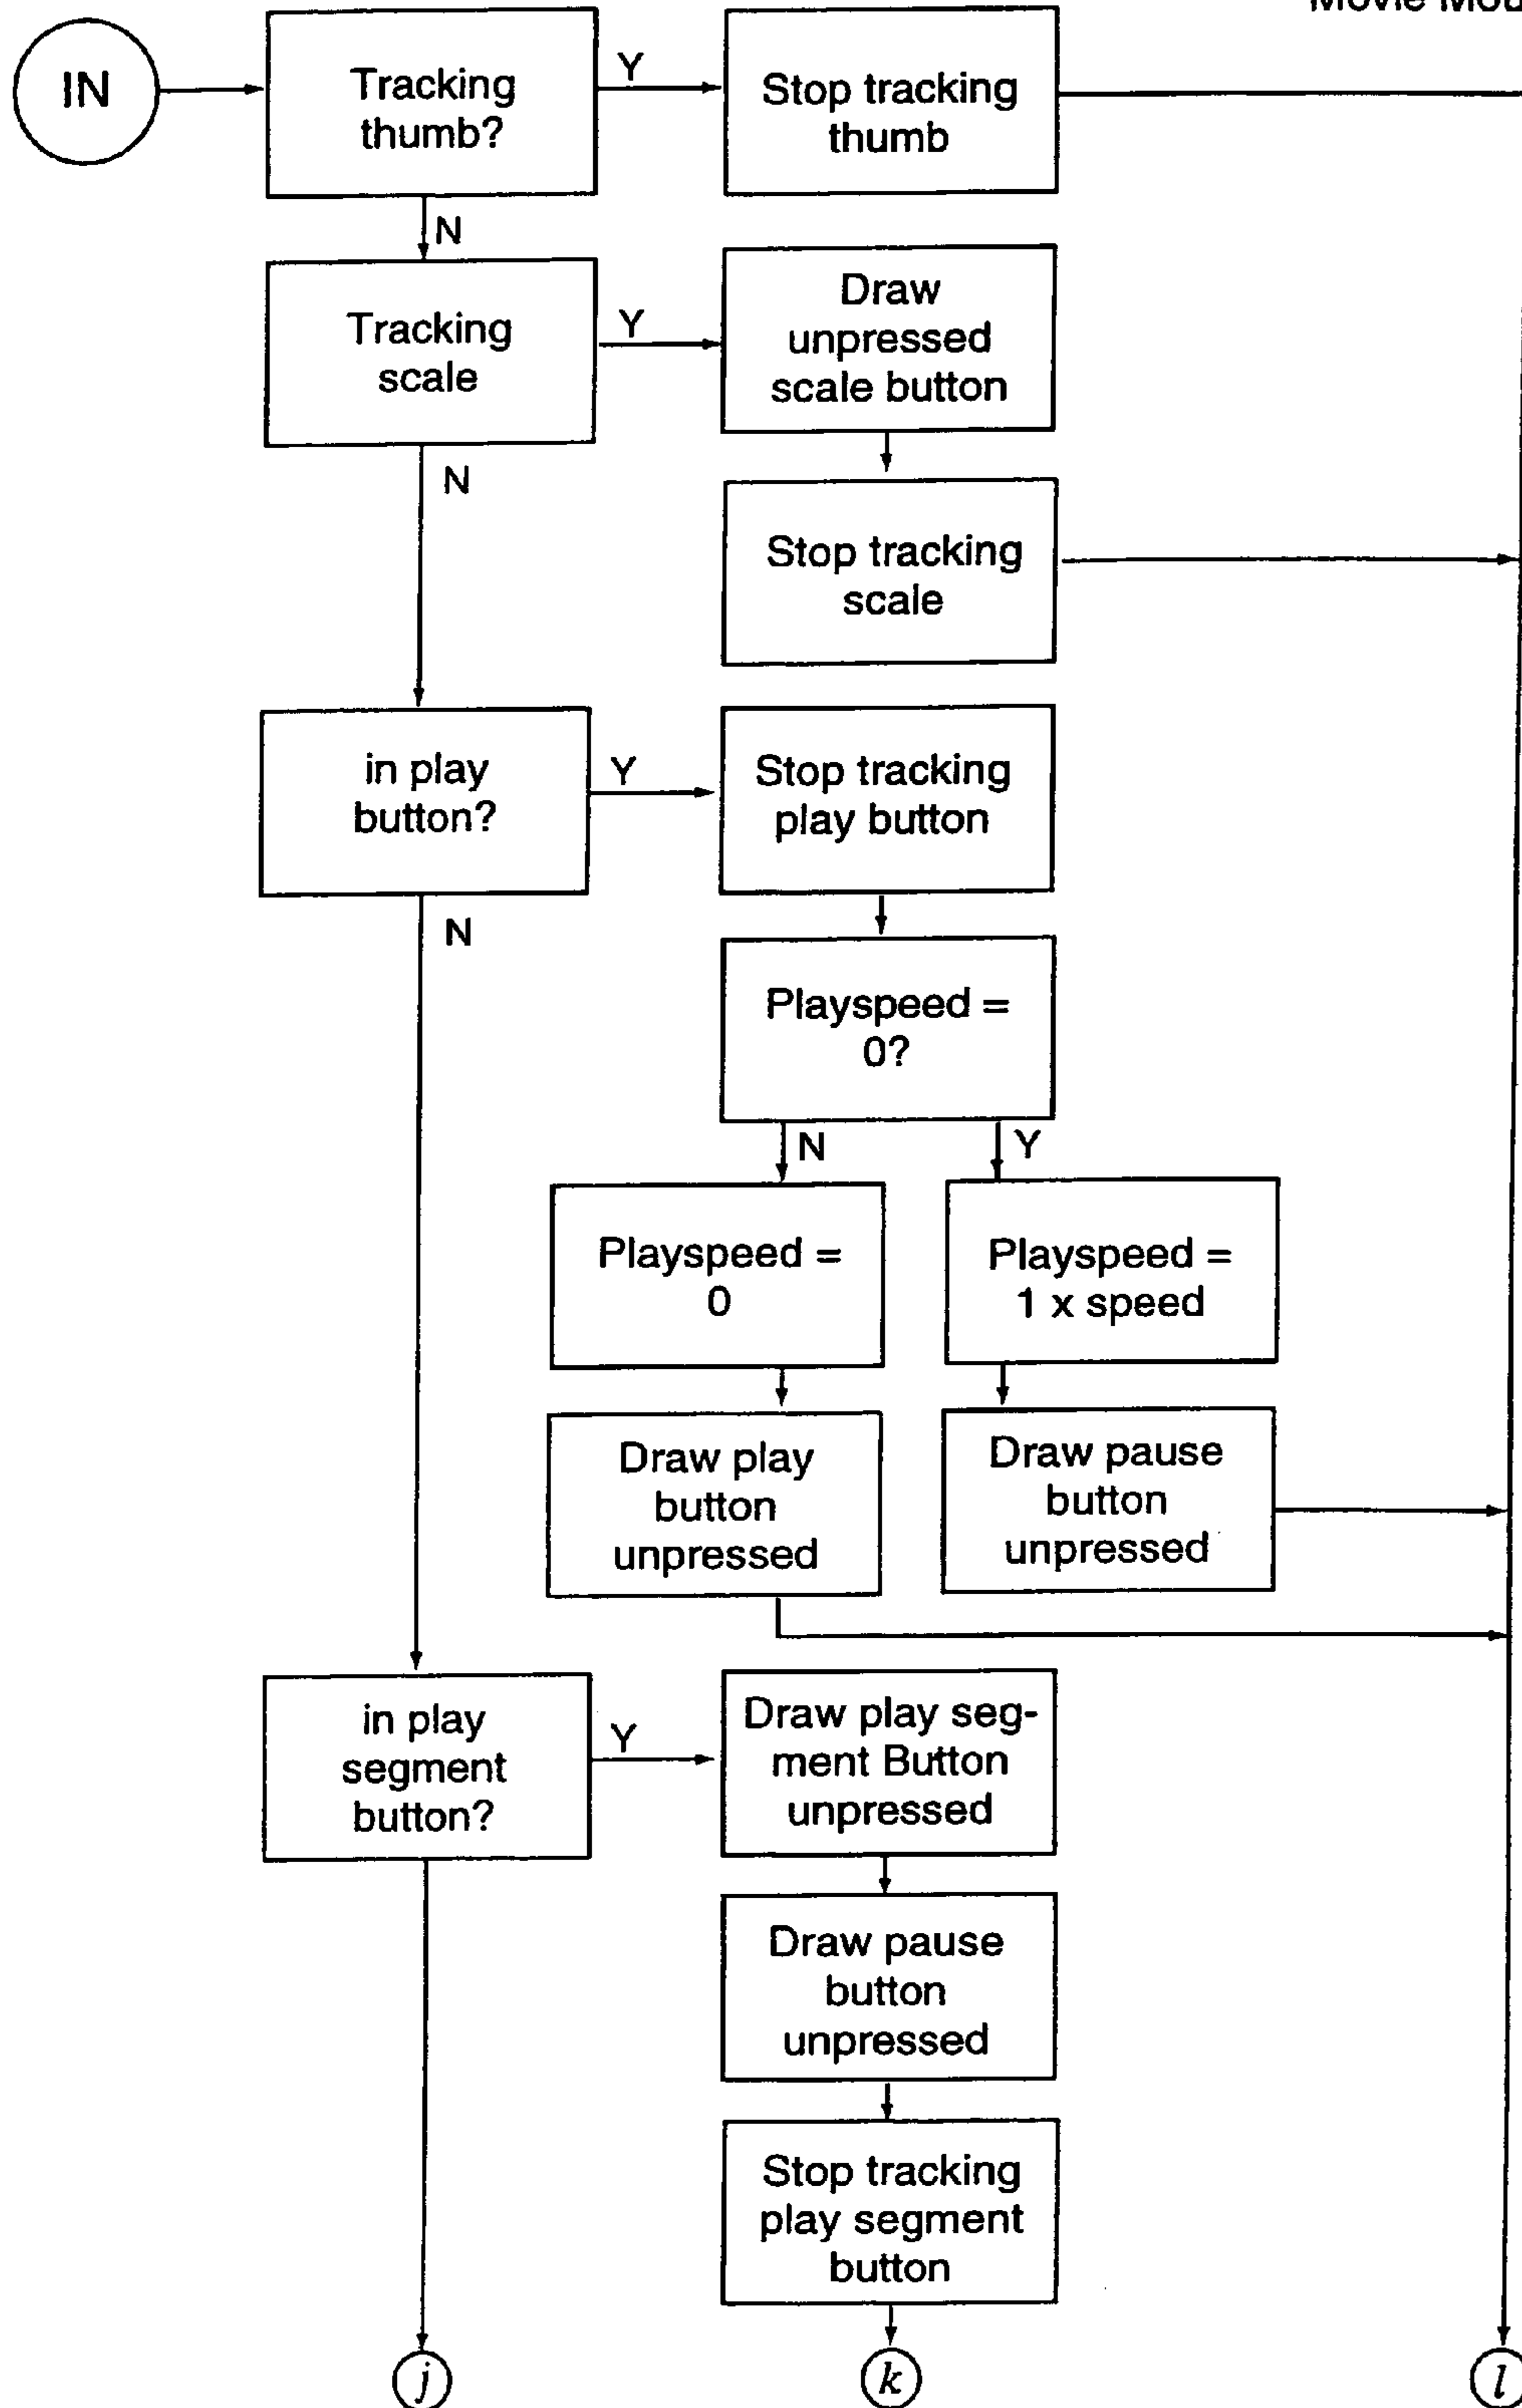 IN
Tracking
thumb?
Y
Stop tracking
thumb
N
Tracking
scale
Y
Draw
unpressed
scale button
N
Stop tracking
scale
in play
button?
Y
Stop tracking
play button
N
Playspeed =
0?
N
Y
Playspeed =
0
Playspeed =
1 x speed
Draw play
button
unpressed
Draw pause
button
unpressed
in play
segment
button?
Y
Draw play seg-
ment Button
unpressed
Draw pause
button
unpressed
Stop tracking
play segment
button
j
k
l